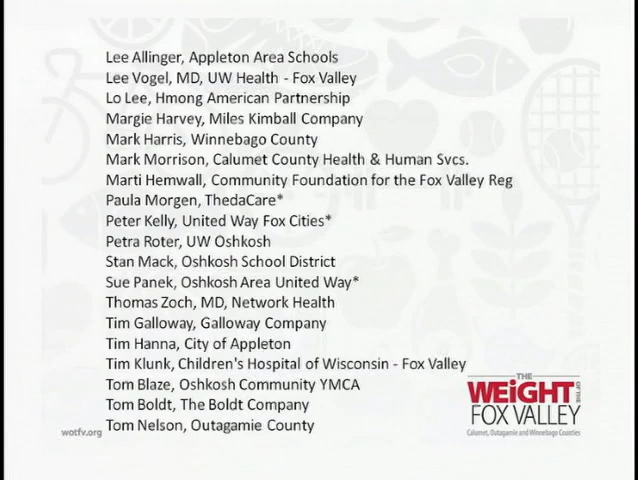 Lee Allinger, Appleton Area Schools
Lee Vogel, MD, UW Health - Fox Valley
Lo Lee, Hmong American Partnership
Margie Harvey, Miles Kimball Company
Mark Harris, Winnebago County
Mark Morrison, Calumet County Health & Human Svcs.
Marti Hemwall, Community Foundation for the Fox Valley Reg
Paula Morgen, ThedaCare*
Peter Kelly, United Way Fox Cities*
Petra Roter, UW Oshkosh
Stan Mack, Oshkosh School District
Sue Panek, Oshkosh Area United Way*
Thomas Zoch, MD, Network Health
Tim Galloway, Galloway Company
Tim Hanna, City of Appleton
Tim Klunk, Children's Hospital of Wisconsin - Fox Valley
Tom Blaze, Oshkosh Community YMCA
Tom Boldt, The Boldt Company
Tom Nelson, Outagamie County
wotfv.org
THE
WEiGHT
OF THE
FOX VALLEY
Calumet, Outagamie and Winnebago Counties